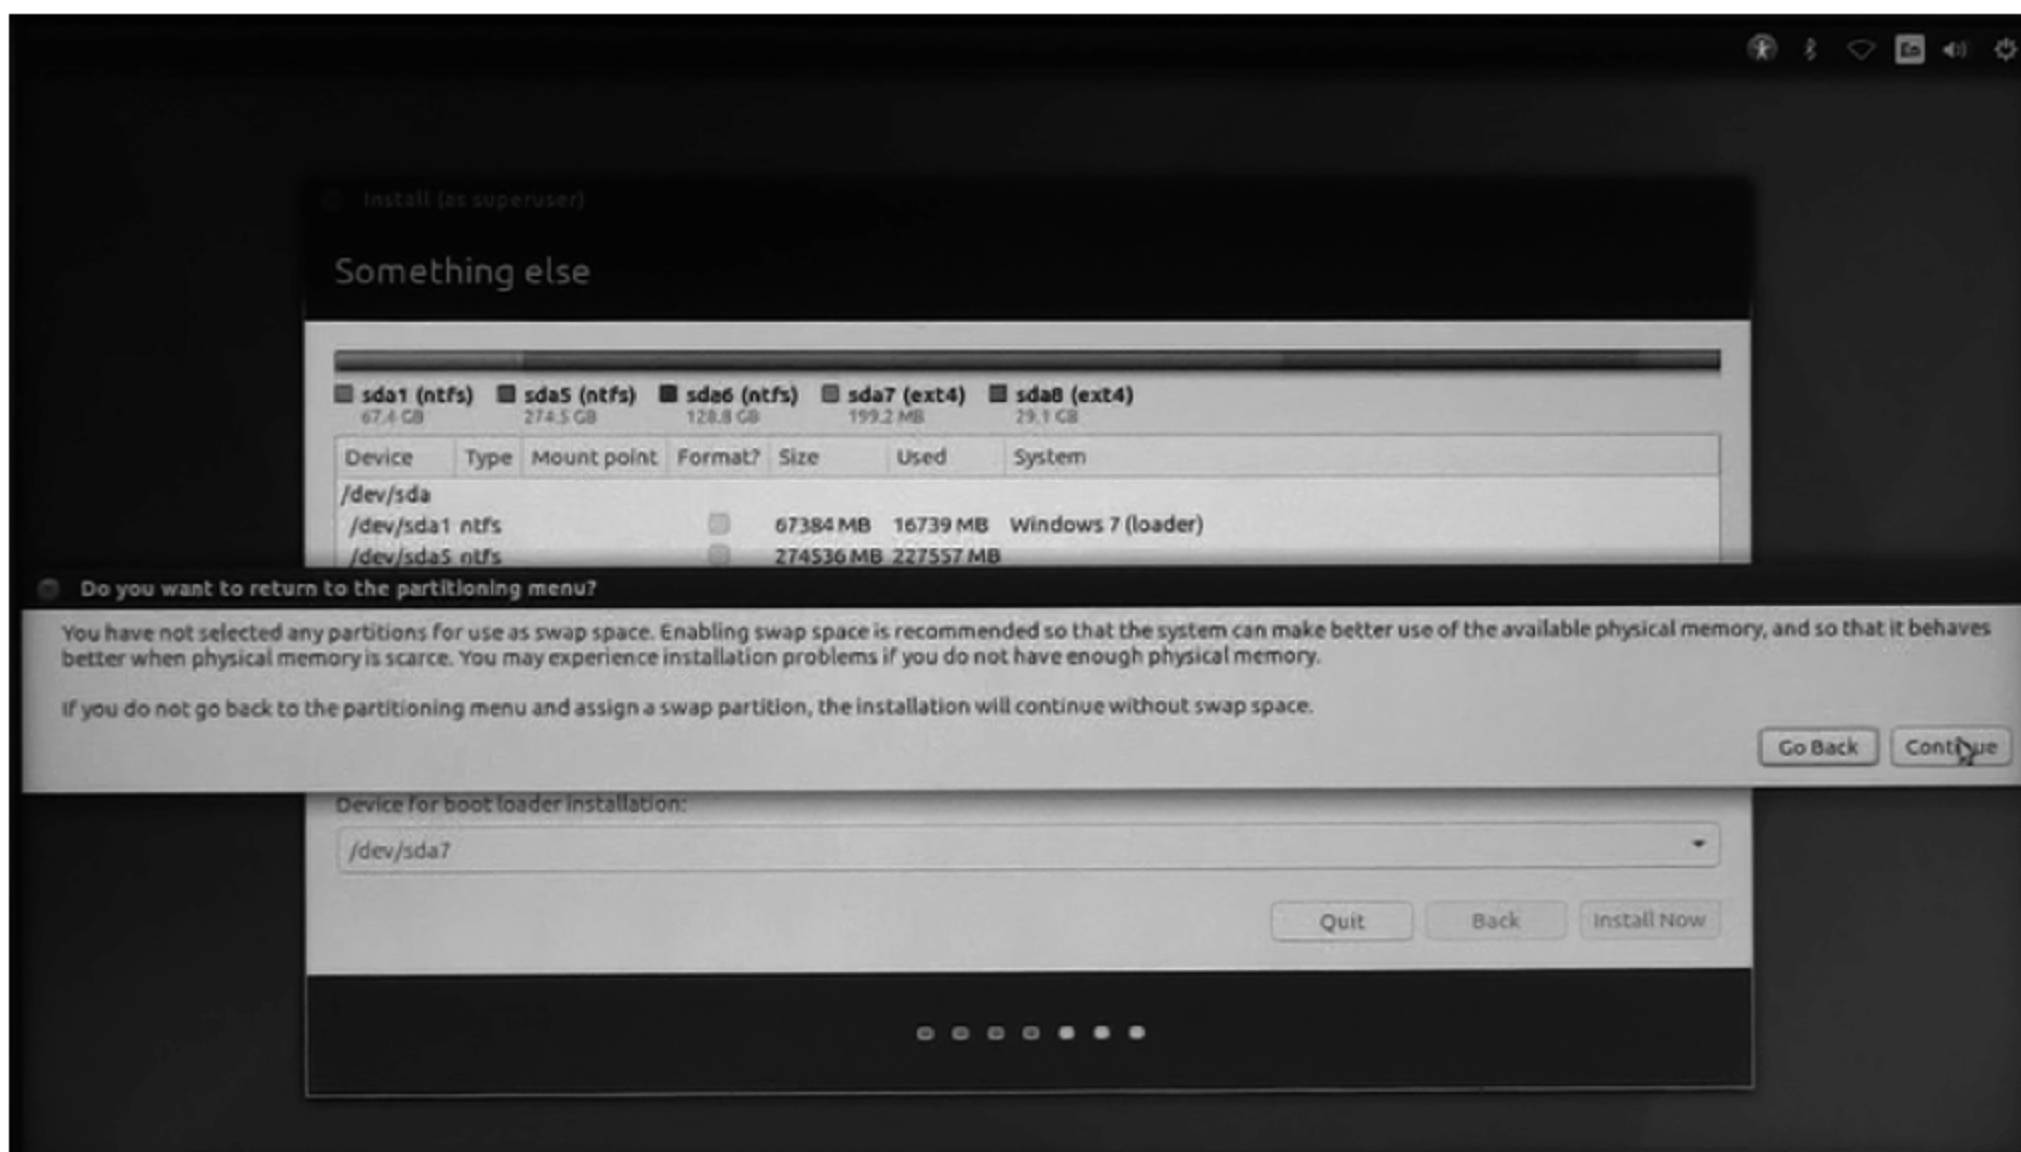 En
Install (as superuser)
Something else
sda1 (ntfs) sda5 (ntfs) sda6 (ntfs) sda7 (ext4) sda8 (ext4)
67.4 GB 274.5 GB 128.8 GB 199.2 MB 29.1 GB
Device Type Mount point Format? Size Used System
/dev/sda
/dev/sda1 ntfs 67384 MB 16739 MB Windows 7 (loader)
/dev/sda5 ntfs 274536 MB 227557 MB
Do you want to return to the partitioning menu?
You have not selected any partitions for use as swap space. Enabling swap space is recommended so that the system can make better use of the available physical memory, and so that it behaves
better when physical memory is scarce. You may experience installation problems if you do not have enough physical memory.
If you do not go back to the partitioning menu and assign a swap partition, the installation will continue without swap space.
Go Back Continue
Device for boot loader installation:
/dev/sda7
Quit Back Install Now